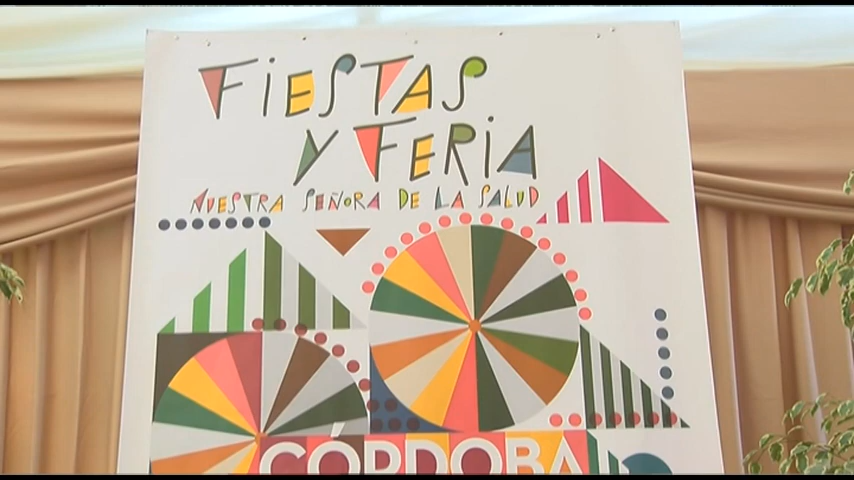 FIESTAS
Y FERIA
NUESTRA SEÑORA DE LA SALUD
CÓRDOBA